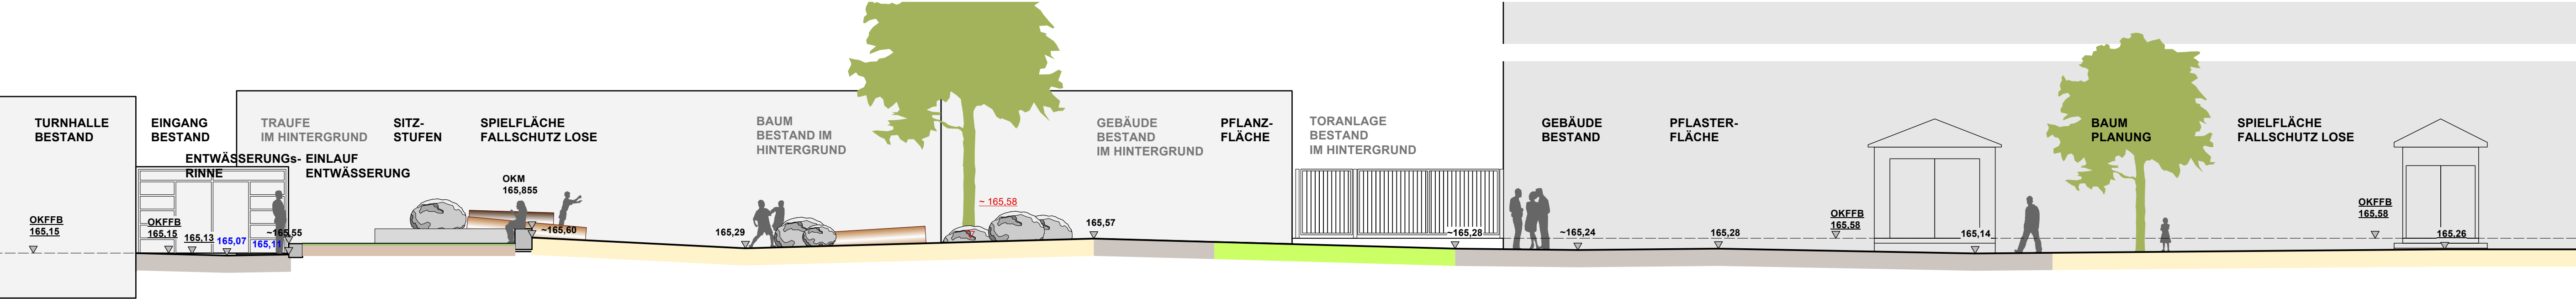 TURNHALLE
BESTAND
EINGANG
BESTAND
TRAUFE
IM HINTERGRUND
SITZ-
STUFEN
SPIELFLÄCHE
FALLSCHUTZ LOSE
BAUM
BESTAND IM
HINTERGRUND
GEBÄUDE
BESTAND
IM HINTERGRUND
PFLANZ-
FLÄCHE
TORANLAGE
BESTAND
IM HINTERGRUND
GEBÄUDE
BESTAND
PFLASTER-
FLÄCHE
BAUM
PLANUNG
SPIELFLÄCHE
FALLSCHUTZ LOSE
ENTWÄSSERUNGs-
RINNE
EINLAUF
ENTWÄSSERUNG
OKM
165,855
OKFFB
165,15
OKFFB
165,15
165,13
165,07
165,11
~165,55
~165,60
165,29
~ 165,58
165,57
~165,28
~165,24
165,28
OKFFB
165,58
165,14
OKFFB
165,58
165,26